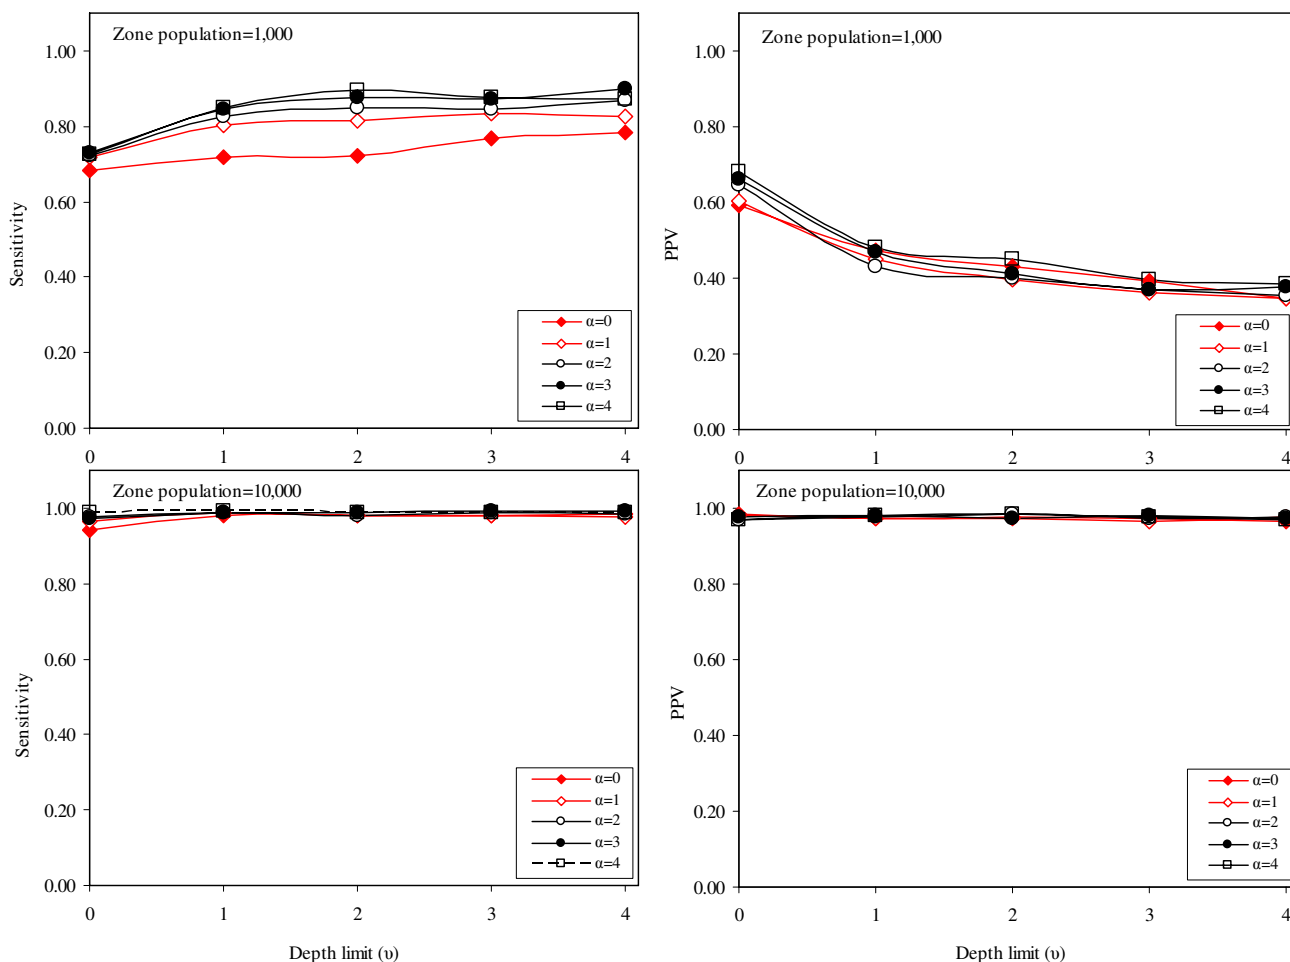 Zone population=1,000
1.00
0.80
0.60
0.40
0.20
0.00
Sensitivity
α=0
α=1
α=2
α=3
α=4
0 1 2 3 4
Zone population=1,000
1.00
0.80
0.60
0.40
0.20
0.00
PPV
α=0
α=1
α=2
α=3
α=4
0 1 2 3 4
Zone population=10,000
1.00
0.80
0.60
0.40
0.20
0.00
Sensitivity
α=0
α=1
α=2
α=3
α=4
0 1 2 3 4
Depth limit (υ)
Zone population=10,000
1.00
0.80
0.60
0.40
0.20
0.00
PPV
α=0
α=1
α=2
α=3
α=4
0 1 2 3 4
Depth limit (υ)